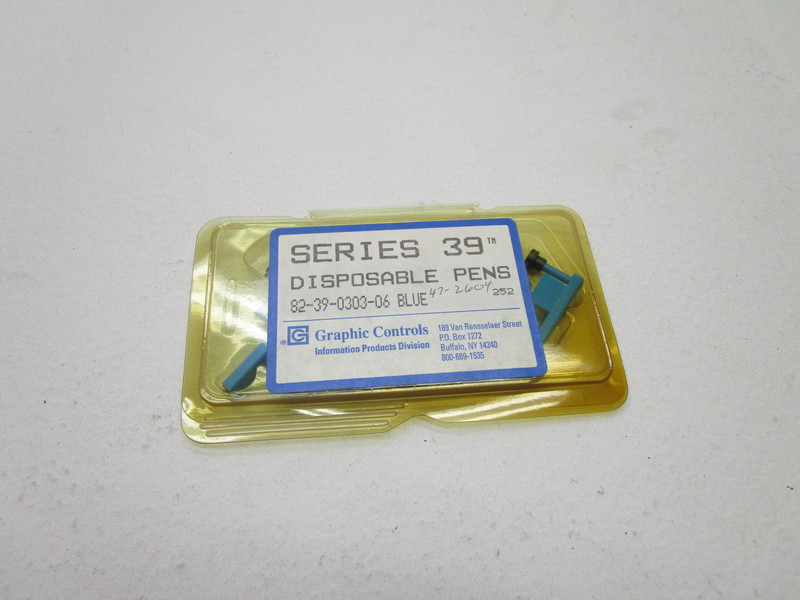 SERIES 39™
DISPOSABLE PENS
82-39-0303-06 BLUE 47-2604 252
® G Graphic Controls
Information Products Division
189 Van Rensselaer Street
P.O. Box 1272
Buffalo, NY 14240
800-669-1535